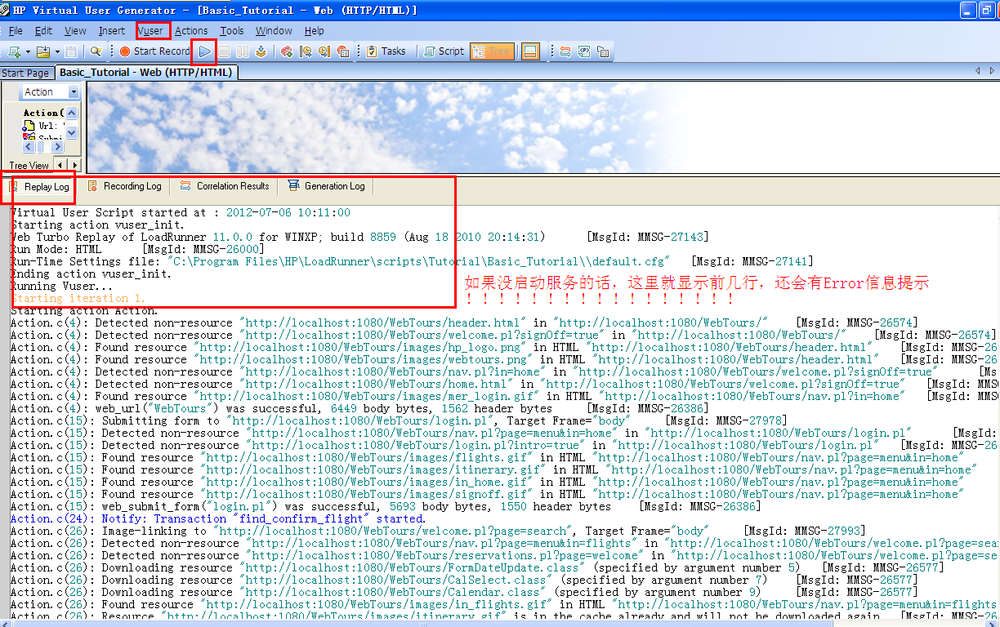 HP Virtual User Generator - [Basic_Tutorial - Web (HTTP/HTML)]
File Edit View Insert Vuser Actions Tools Window Help
Start Record Tasks Script Tree
Start Page Basic_Tutorial - Web (HTTP/HTML)
Action
Action(
Url: '
Submi
Tree View
Replay Log Recording Log Correlation Results Generation Log
Virtual User Script started at : 2012-07-06 10:11:00
Starting action vuser_init.
Web Turbo Replay of LoadRunner 11.0.0 for WINXP; build 8859 (Aug 18 2010 20:14:31) [MsgId: MMSG-27143]
Run Mode: HTML [MsgId: MMSG-26000]
Run-Time Settings file: "C:\Program Files\HP\LoadRunner\scripts\Tutorial\Basic_Tutorial\\default.cfg" [MsgId: MMSG-27141]
Ending action vuser_init.
Running Vuser...
如果没启动服务的话，这里就显示前几行，还会有Error信息提示
！！！！！！！！！！！！！！！！！！
Starting iteration 1.
Starting action Action.
Action.c(4): Detected non-resource "http://localhost:1080/WebTours/header.html" in "http://localhost:1080/WebTours/" [MsgId: MMSG-26574]
Action.c(4): Detected non-resource "http://localhost:1080/WebTours/welcome.pl?signOff=true" in "http://localhost:1080/WebTours/" [MsgId: MMSG-26574]
Action.c(4): Found resource "http://localhost:1080/WebTours/images/hp_logo.png" in HTML "http://localhost:1080/WebTours/header.html" [MsgId: MMSG-26
Action.c(4): Found resource "http://localhost:1080/WebTours/images/webtours.png" in HTML "http://localhost:1080/WebTours/header.html" [MsgId: MMSG-26
Action.c(4): Detected non-resource "http://localhost:1080/WebTours/nav.pl?in=home" in "http://localhost:1080/WebTours/welcome.pl?signOff=true" [Ms
Action.c(4): Detected non-resource "http://localhost:1080/WebTours/home.html" in "http://localhost:1080/WebTours/welcome.pl?signOff=true" [MsgId: MMS
Action.c(4): Found resource "http://localhost:1080/WebTours/images/mer_login.gif" in HTML "http://localhost:1080/WebTours/nav.pl?in=home" [MsgId: MMS
Action.c(4): web_url("WebTours") was successful, 6449 body bytes, 1562 header bytes [MsgId: MMSG-26386]
Action.c(15): Submitting form to "http://localhost:1080/WebTours/login.pl", Target Frame="body" [MsgId: MMSG-27978]
Action.c(15): Detected non-resource "http://localhost:1080/WebTours/nav.pl?page=menu&in=home" in "http://localhost:1080/WebTours/login.pl" [MsgId:
Action.c(15): Detected non-resource "http://localhost:1080/WebTours/login.pl?intro=true" in "http://localhost:1080/WebTours/login.pl" [MsgId: MMSG-26
Action.c(15): Found resource "http://localhost:1080/WebTours/images/flights.gif" in HTML "http://localhost:1080/WebTours/nav.pl?page=menu&in=home"
Action.c(15): Found resource "http://localhost:1080/WebTours/images/itinerary.gif" in HTML "http://localhost:1080/WebTours/nav.pl?page=menu&in=home"
Action.c(15): Found resource "http://localhost:1080/WebTours/images/in_home.gif" in HTML "http://localhost:1080/WebTours/nav.pl?page=menu&in=home"
Action.c(15): Found resource "http://localhost:1080/WebTours/images/signoff.gif" in HTML "http://localhost:1080/WebTours/nav.pl?page=menu&in=home"
Action.c(15): web_submit_form("login.pl") was successful, 5693 body bytes, 1550 header bytes [MsgId: MMSG-26386]
Action.c(24): Notify: Transaction "find_confirm_flight" started.
Action.c(26): Image-linking to "http://localhost:1080/WebTours/welcome.pl?page=search", Target Frame="body" [MsgId: MMSG-27993]
Action.c(26): Detected non-resource "http://localhost:1080/WebTours/nav.pl?page=menu&in=flights" in "http://localhost:1080/WebTours/welcome.pl?page=sea
Action.c(26): Detected non-resource "http://localhost:1080/WebTours/reservations.pl?page=welcome" in "http://localhost:1080/WebTours/welcome.pl?page=se
Action.c(26): Downloading resource "http://localhost:1080/WebTours/FormDateUpdate.class" (specified by argument number 5) [MsgId: MMSG-26577]
Action.c(26): Downloading resource "http://localhost:1080/WebTours/CalSelect.class" (specified by argument number 7) [MsgId: MMSG-26577]
Action.c(26): Downloading resource "http://localhost:1080/WebTours/Calendar.class" (specified by argument number 9) [MsgId: MMSG-26577]
Action.c(26): Found resource "http://localhost:1080/WebTours/images/in_flights.gif" in HTML "http://localhost:1080/WebTours/nav.pl?page=menu&in=flights
Action.c(26): Resource "http://localhost:1080/WebTours/images/itinerary.gif" is in the cache already and will not be downloaded again [MsgId: MMSG